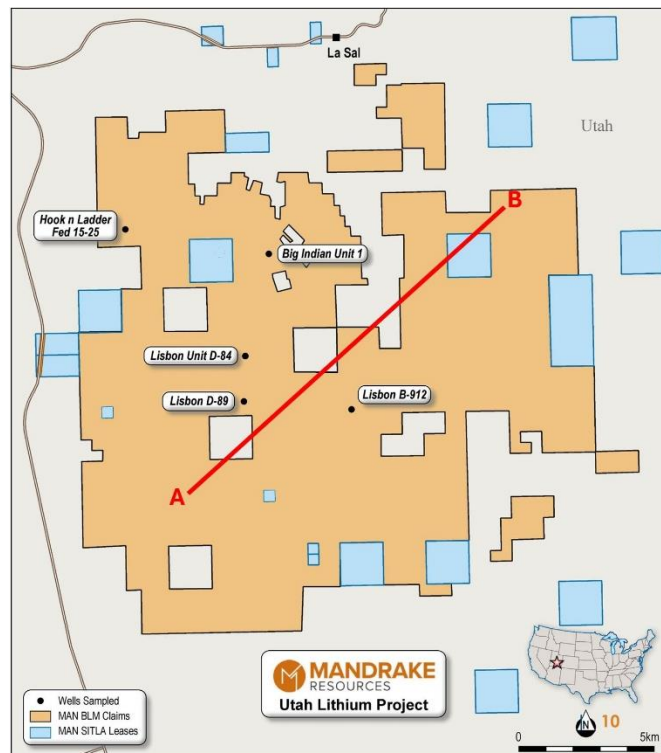 La Sal
Utah
B
Hook n Ladder
Fed 15-25
Big Indian Unit 1
Lisbon Unit D-84
Lisbon D-89
Lisbon B-912
A
MANDRAKE
RESOURCES
Utah Lithium Project
Wells Sampled
MAN BLM Claims
MAN SITLA Leases
N
10
0
5km